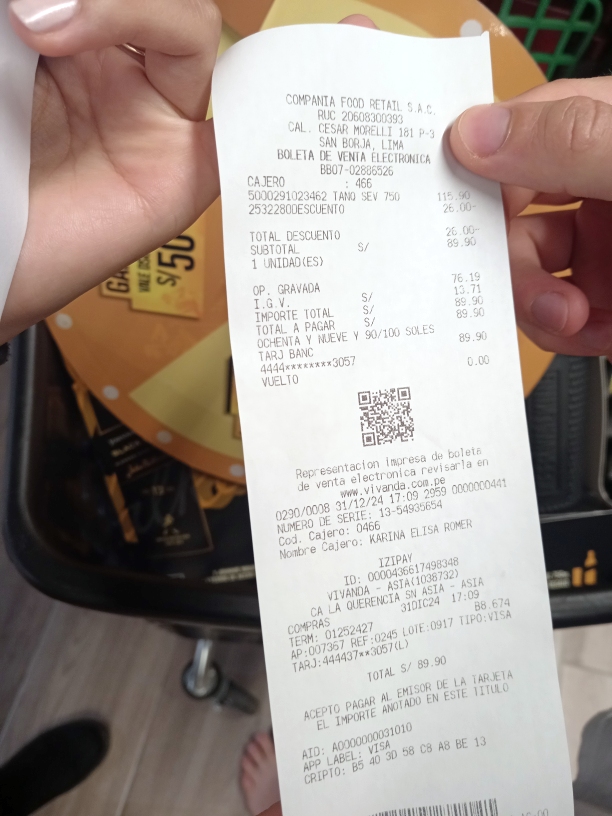 COMPANIA FOOD RETAIL S.A.C.
RUC 20608300393
CAL. CESAR MORELLI 181 P-3
SAN BORJA, LIMA
BOLETA DE VENTA ELECTRONICA
BB07-02886526
CAJERO : 466
5000291023462 TANQ SEV 750 115.90
2532280DESCUENTO 26.00-
TOTAL DESCUENTO 26.00-
SUBTOTAL S/ 89.90
1 UNIDAD(ES)
OP. GRAVADA 76.19
I.G.V. S/ 13.71
IMPORTE TOTAL S/ 89.90
TOTAL A PAGAR S/ 89.90
OCHENTA Y NUEVE Y 90/100 SOLES
TARJ BANC 89.90
4444********3057
VUELTO 0.00
Representacion impresa de boleta
de venta electronica revisarla en
www.vivanda.com.pe
0290/0008 31/12/24 17:09 2959 0000000441
NUMERO DE SERIE: 13-54935654
Cod. Cajero: 0466
Nombre Cajero: KARINA ELISA ROMER
IZIPAY
ID: 0000436617498348
VIVANDA - ASIA(1038732)
CA LA QUERENCIA SN ASIA - ASIA
COMPRAS 31DIC24 17:09
TERM: 01252427 B8.674
AP:007367 REF:0245 LOTE:0917 TIPO:VISA
TARJ:444437**3057(L)
TOTAL S/ 89.90
ACEPTO PAGAR AL EMISOR DE LA TARJETA
EL IMPORTE ANOTADO EN ESTE TITULO
AID: A0000000031010
APP LABEL: VISA
CRIPTO: B5 40 3D 58 C8 A8 BE 13
S/50